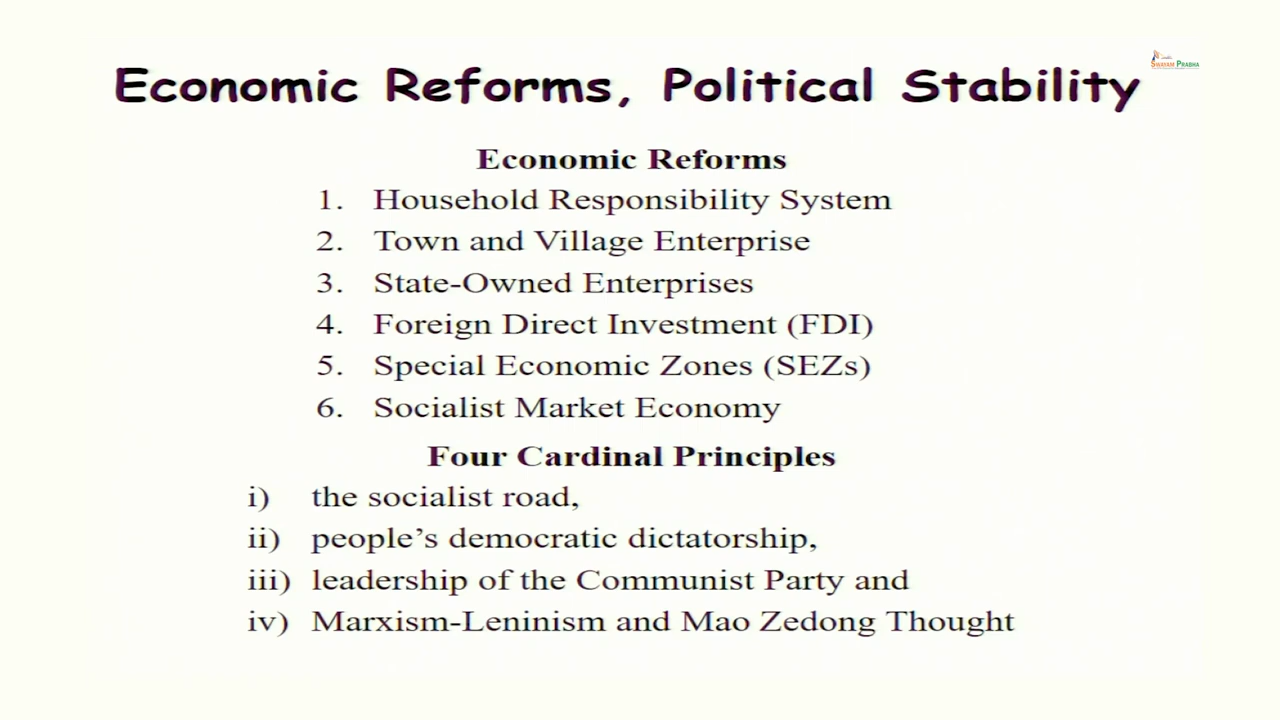 SWAYAM PRABHA
Economic Reforms, Political Stability
Economic Reforms
1. Household Responsibility System
2. Town and Village Enterprise
3. State-Owned Enterprises
4. Foreign Direct Investment (FDI)
5. Special Economic Zones (SEZs)
6. Socialist Market Economy
Four Cardinal Principles
i) the socialist road,
ii) people’s democratic dictatorship,
iii) leadership of the Communist Party and
iv) Marxism-Leninism and Mao Zedong Thought